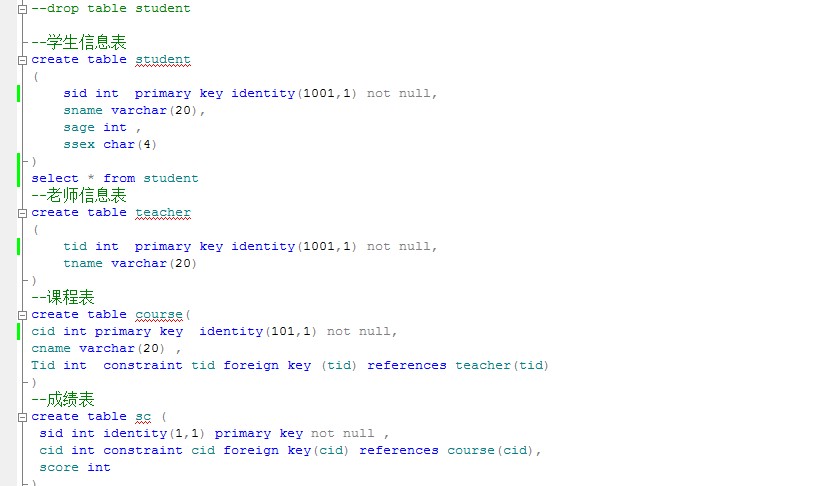 --drop table student
--学生信息表
create table student
(
sid int  primary key identity(1001,1) not null,
sname varchar(20),
sage int ,
ssex char(4)
)
select * from student
--老师信息表
create table teacher
(
tid int  primary key identity(1001,1) not null,
tname varchar(20)
)
--课程表
create table course(
cid int primary key  identity(101,1) not null,
cname varchar(20) ,
Tid int  constraint tid foreign key (tid) references teacher(tid)
)
--成绩表
create table sc (
sid int identity(1,1) primary key not null ,
cid int constraint cid foreign key(cid) references course(cid),
score int
)